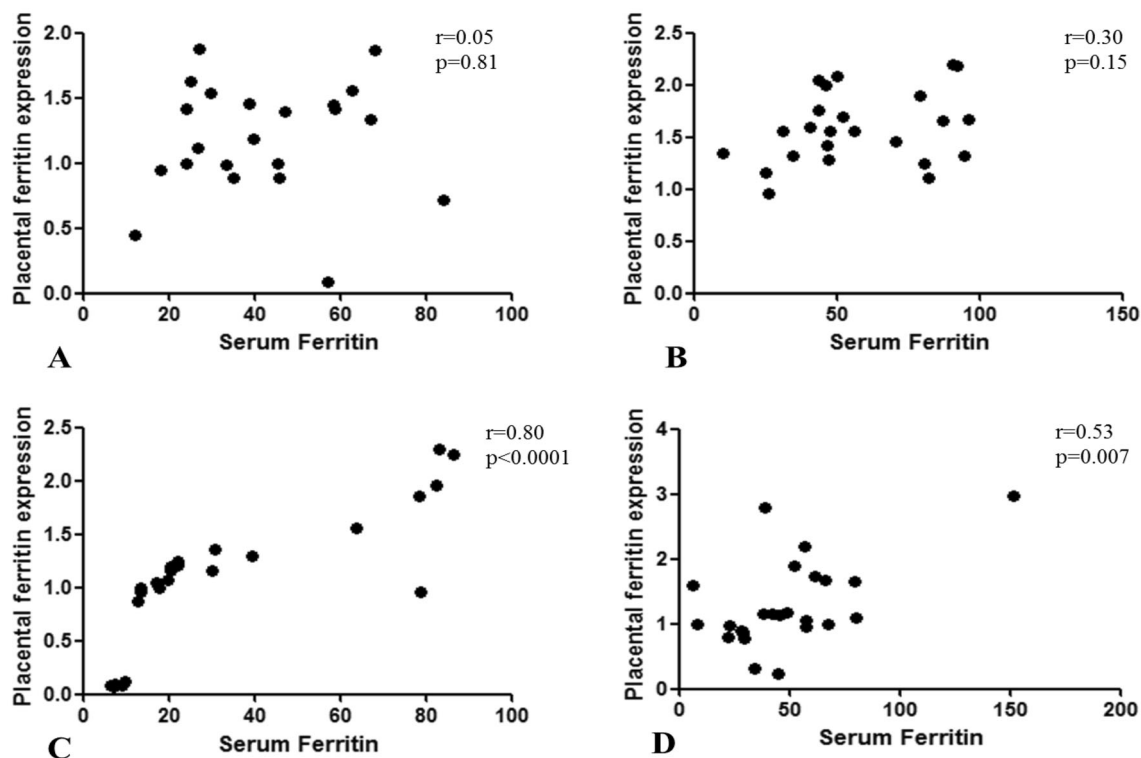 r=0.05
p=0.81
Placental ferritin expression
2.0
1.5
1.0
0.5
0.0
0 20 40 60 80 100
Serum Ferritin
A
r=0.30
p=0.15
Placental ferritin expression
2.5
2.0
1.5
1.0
0.5
0.0
0 50 100 150
Serum Ferritin
B
r=0.80
p<0.0001
Placental ferritin expression
2.5
2.0
1.5
1.0
0.5
0.0
0 20 40 60 80 100
Serum Ferritin
C
r=0.53
p=0.007
Placental ferritin expression
4
3
2
1
0
0 50 100 150 200
Serum Ferritin
D